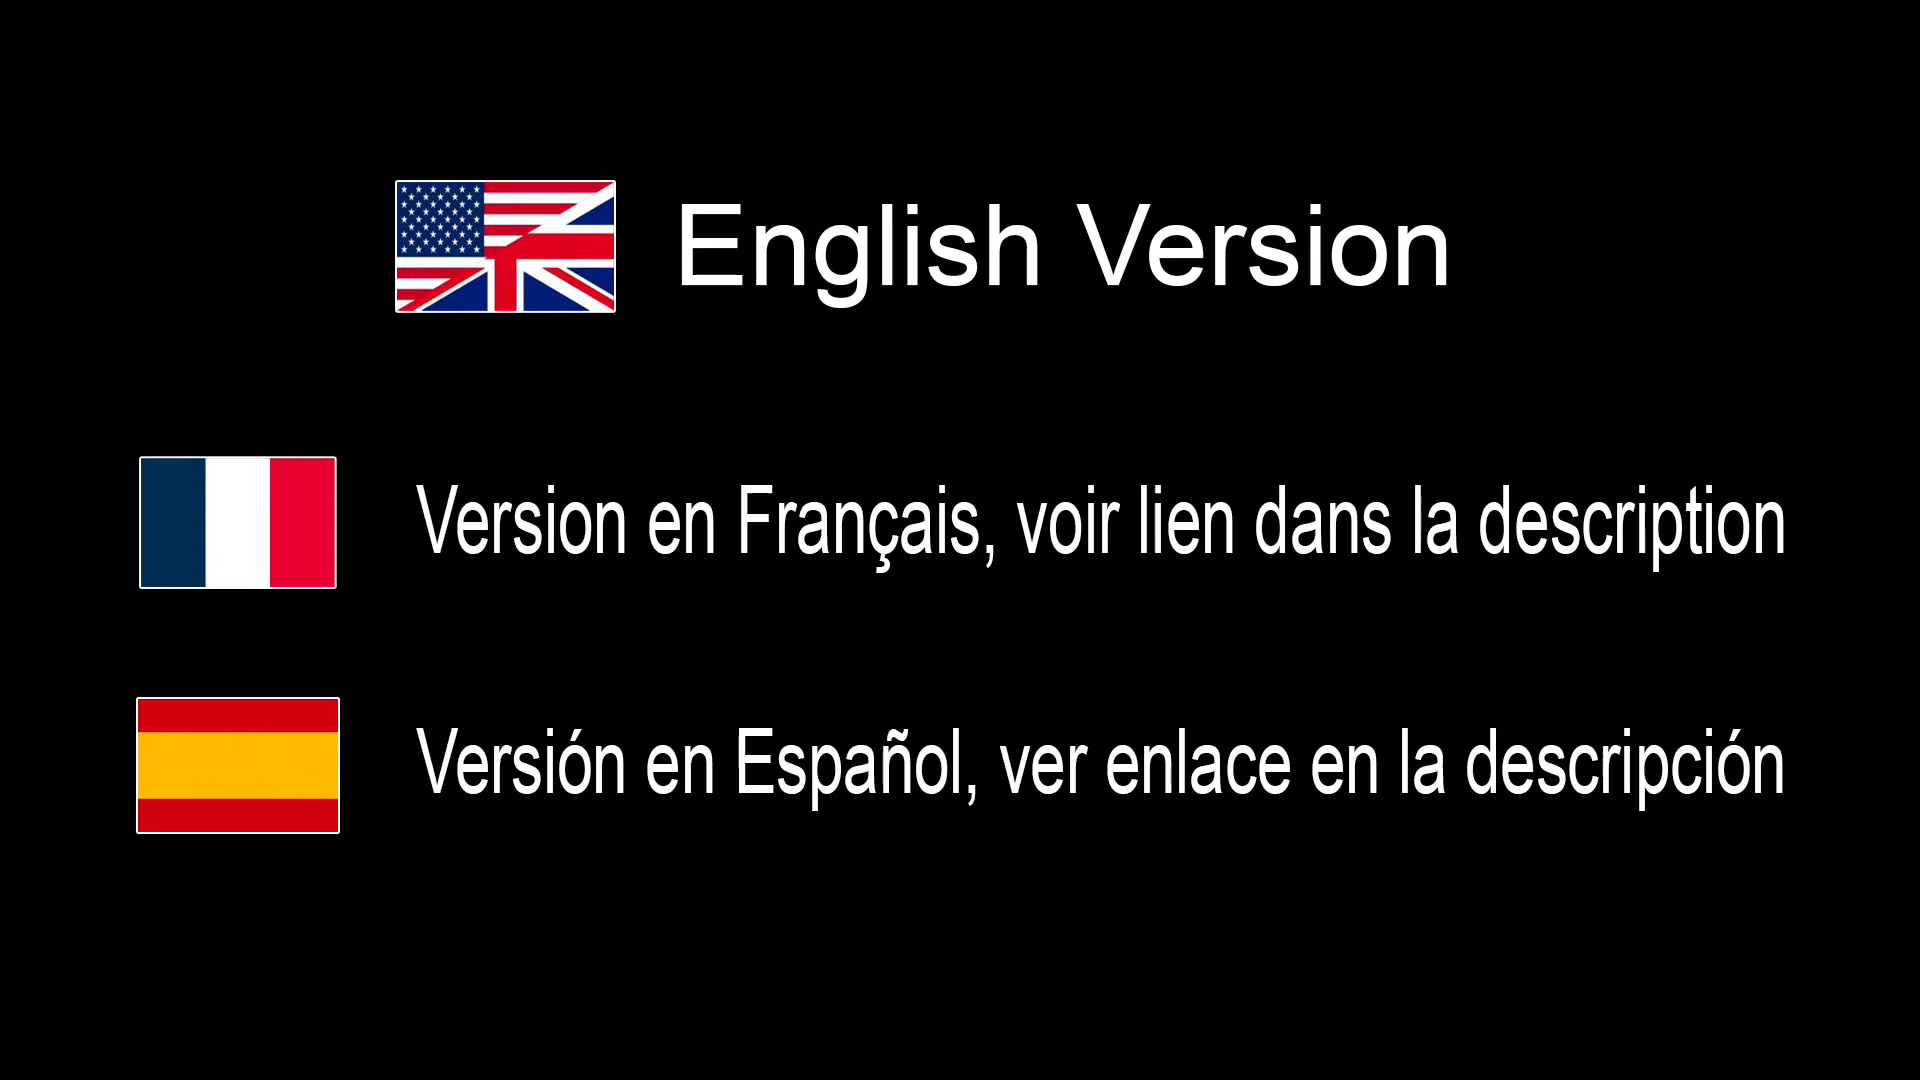 English Version
Version en Français, voir lien dans la description
Versión en Español, ver enlace en la descripción